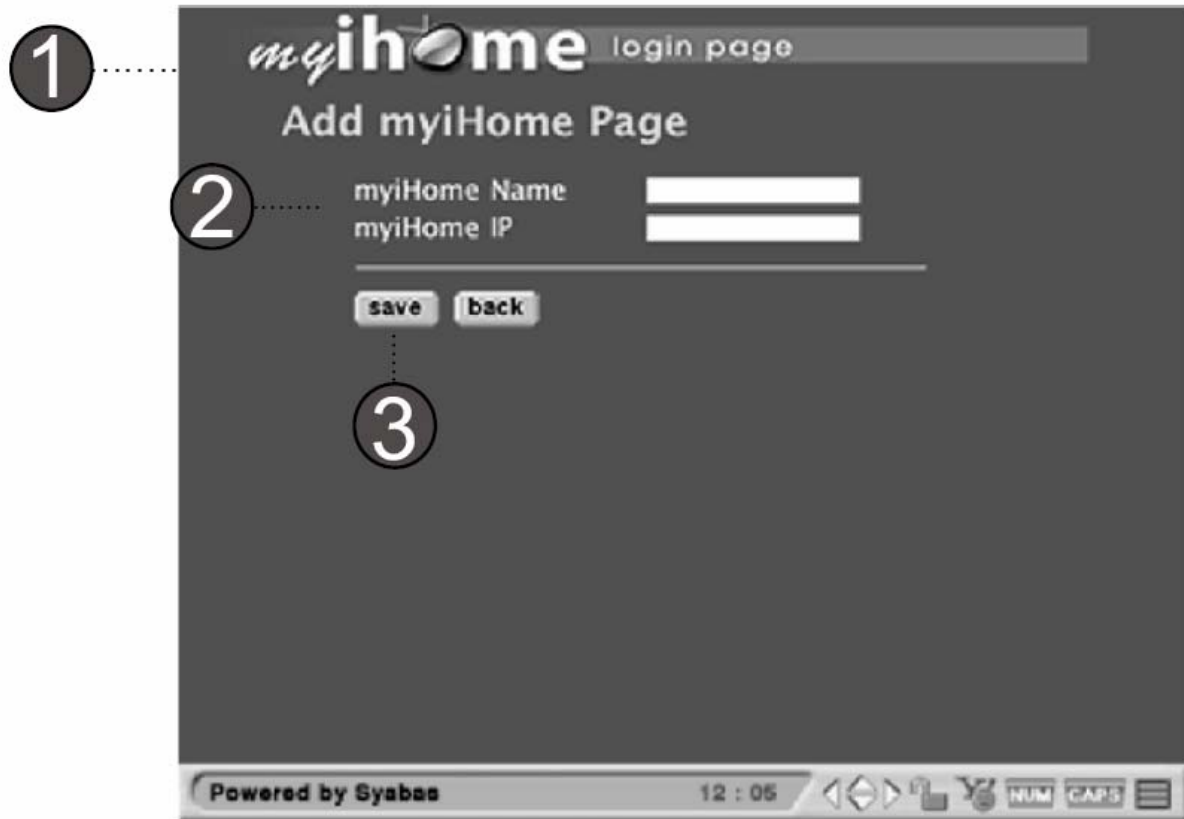 1
myihome login page
Add myiHome Page
2
myiHome Name
myiHome IP
save back
3
Powered by Syabas 12 : 05 NUM CAPS